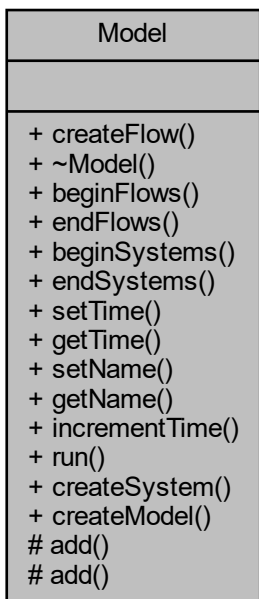 Model
+ createFlow()
+ ~Model()
+ beginFlows()
+ endFlows()
+ beginSystems()
+ endSystems()
+ setTime()
+ getTime()
+ setName()
+ getName()
+ incrementTime()
+ run()
+ createSystem()
+ createModel()
# add()
# add()